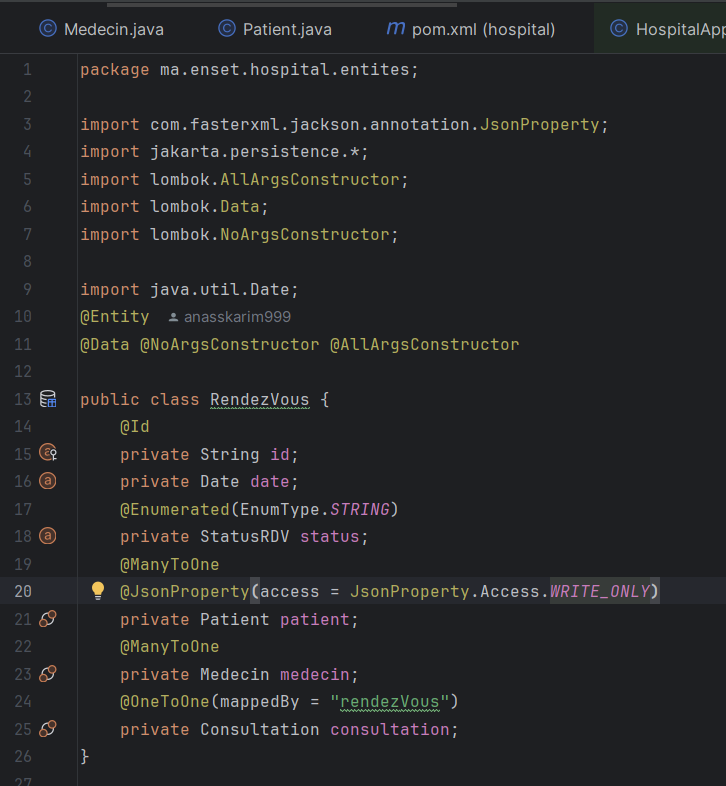 Medecin.java Patient.java pom.xml (hospital) HospitalApp
1 package ma.enset.hospital.entites;
2
3 import com.fasterxml.jackson.annotation.JsonProperty;
4 import jakarta.persistence.*;
5 import lombok.AllArgsConstructor;
6 import lombok.Data;
7 import lombok.NoArgsConstructor;
8
9 import java.util.Date;
10 @Entity anasskarim999
11 @Data @NoArgsConstructor @AllArgsConstructor
12
13 public class RendezVous {
14 @Id
15 private String id;
16 private Date date;
17 @Enumerated(EnumType.STRING)
18 private StatusRDV status;
19 @ManyToOne
20 @JsonProperty(access = JsonProperty.Access.WRITE_ONLY)
21 private Patient patient;
22 @ManyToOne
23 private Medecin medecin;
24 @OneToOne(mappedBy = "rendezVous")
25 private Consultation consultation;
26 }
27